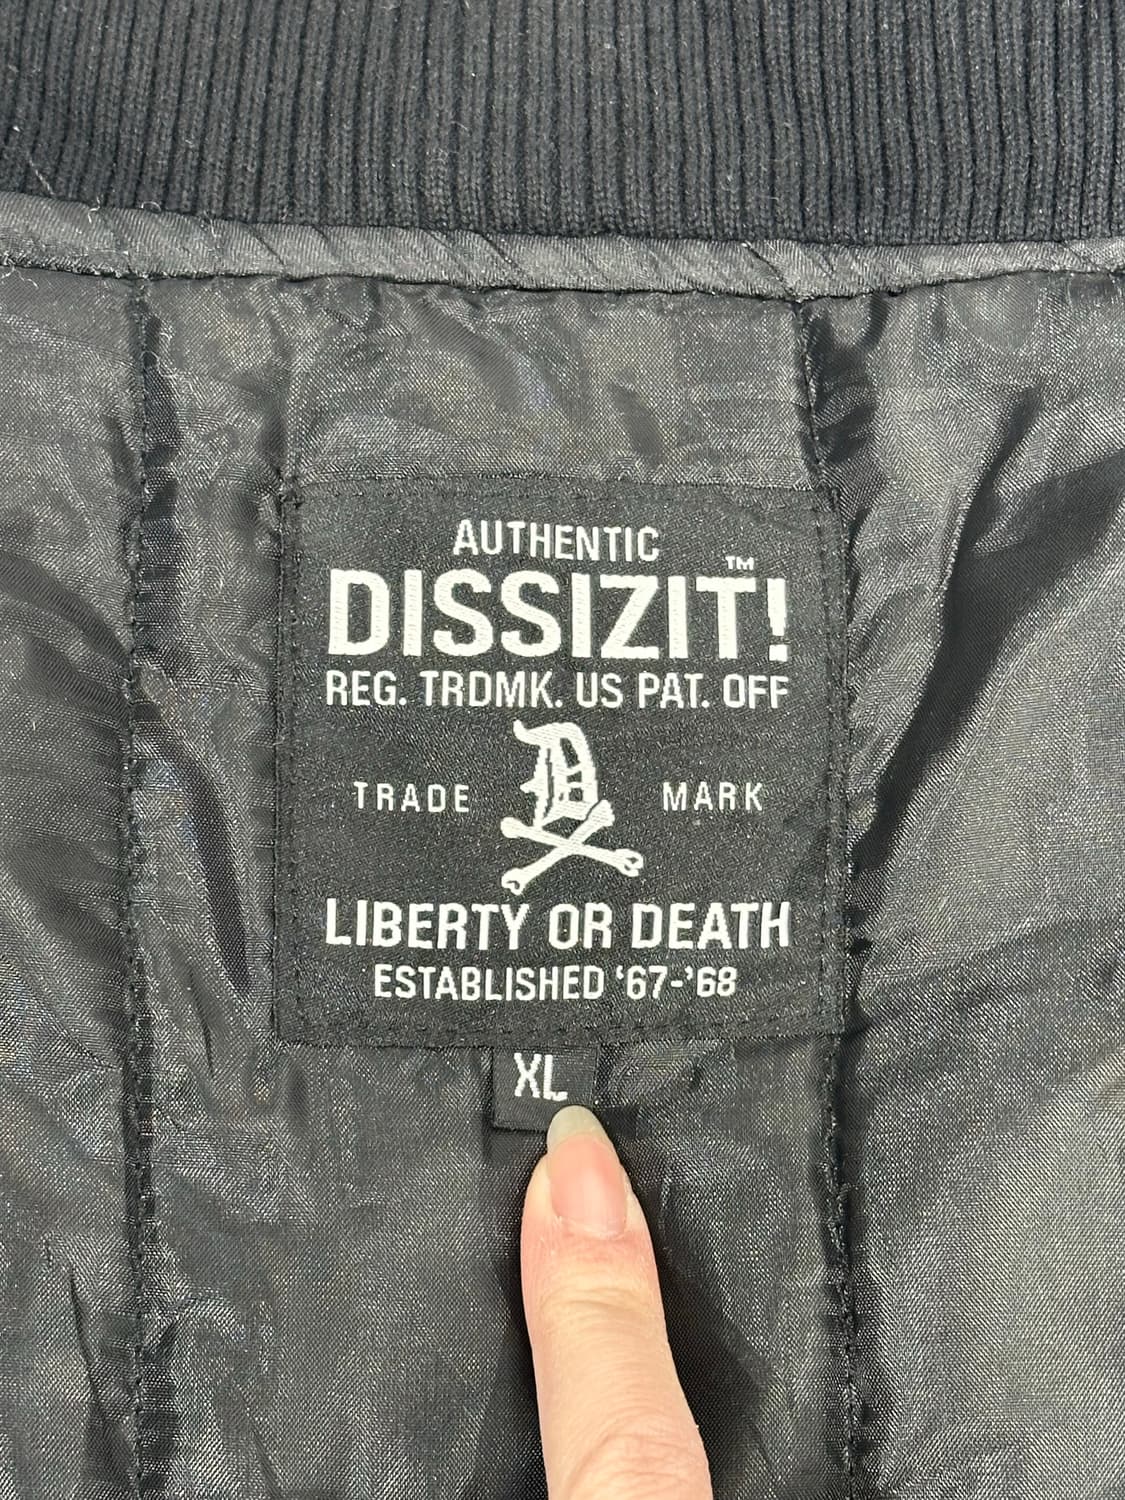 AUTHENTIC
DISSIZIT!™
REG. TRDMK. US PAT. OFF
TRADE D MARK
LIBERTY OR DEATH
ESTABLISHED '67-'68
XL